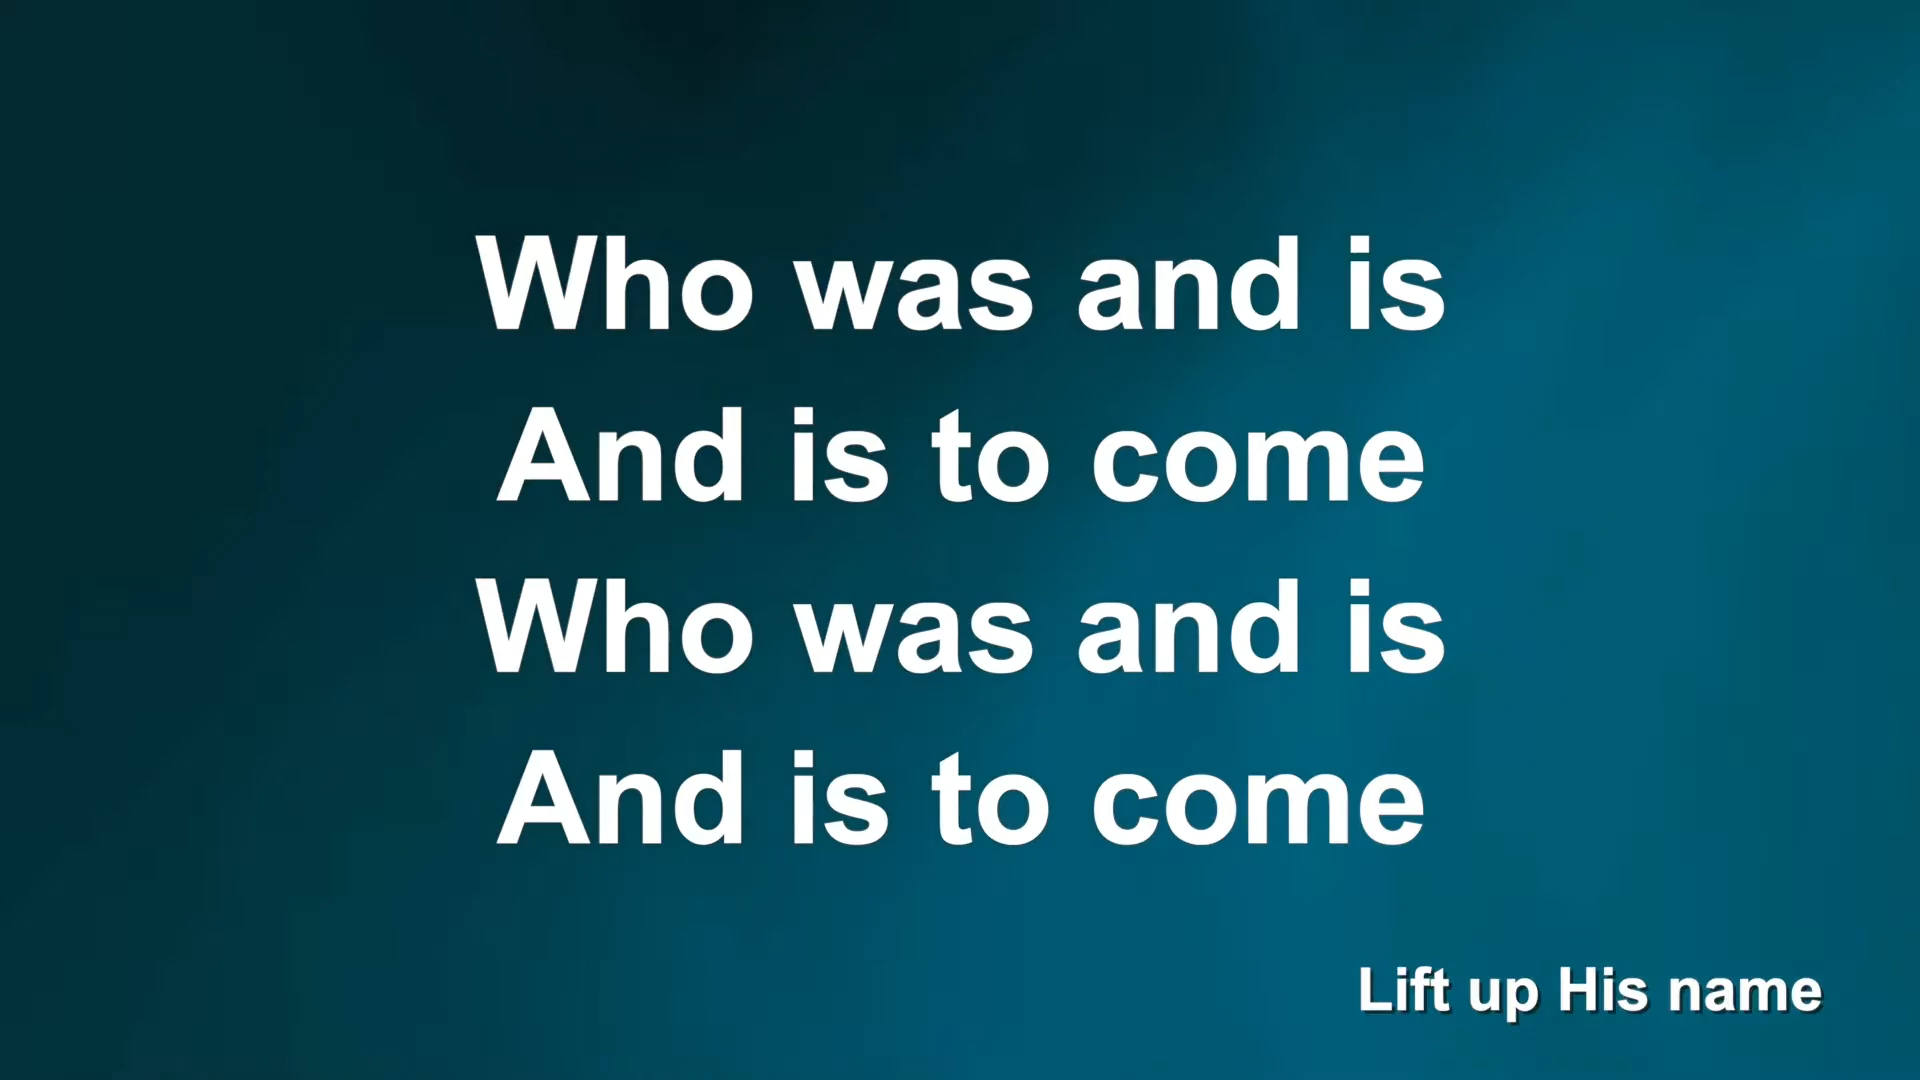 Who was and is
And is to come
Who was and is
And is to come
Lift up His name